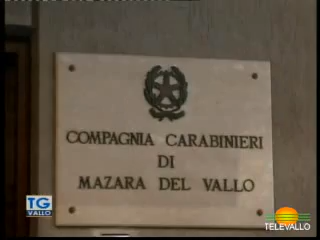 COMPAGNIA CARABINIERI
DI
MAZARA DEL VALLO
TG
VALLO
TELEVALLO